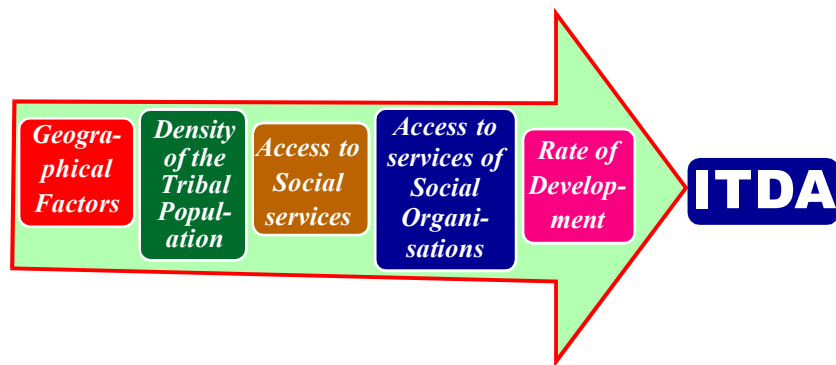 Geogra-
phical
Factors
Density
of the
Tribal
Popul-
ation
Access to
Social
services
Access to
services of
Social
Organi-
sations
Rate of
Develop-
ment
ITDA